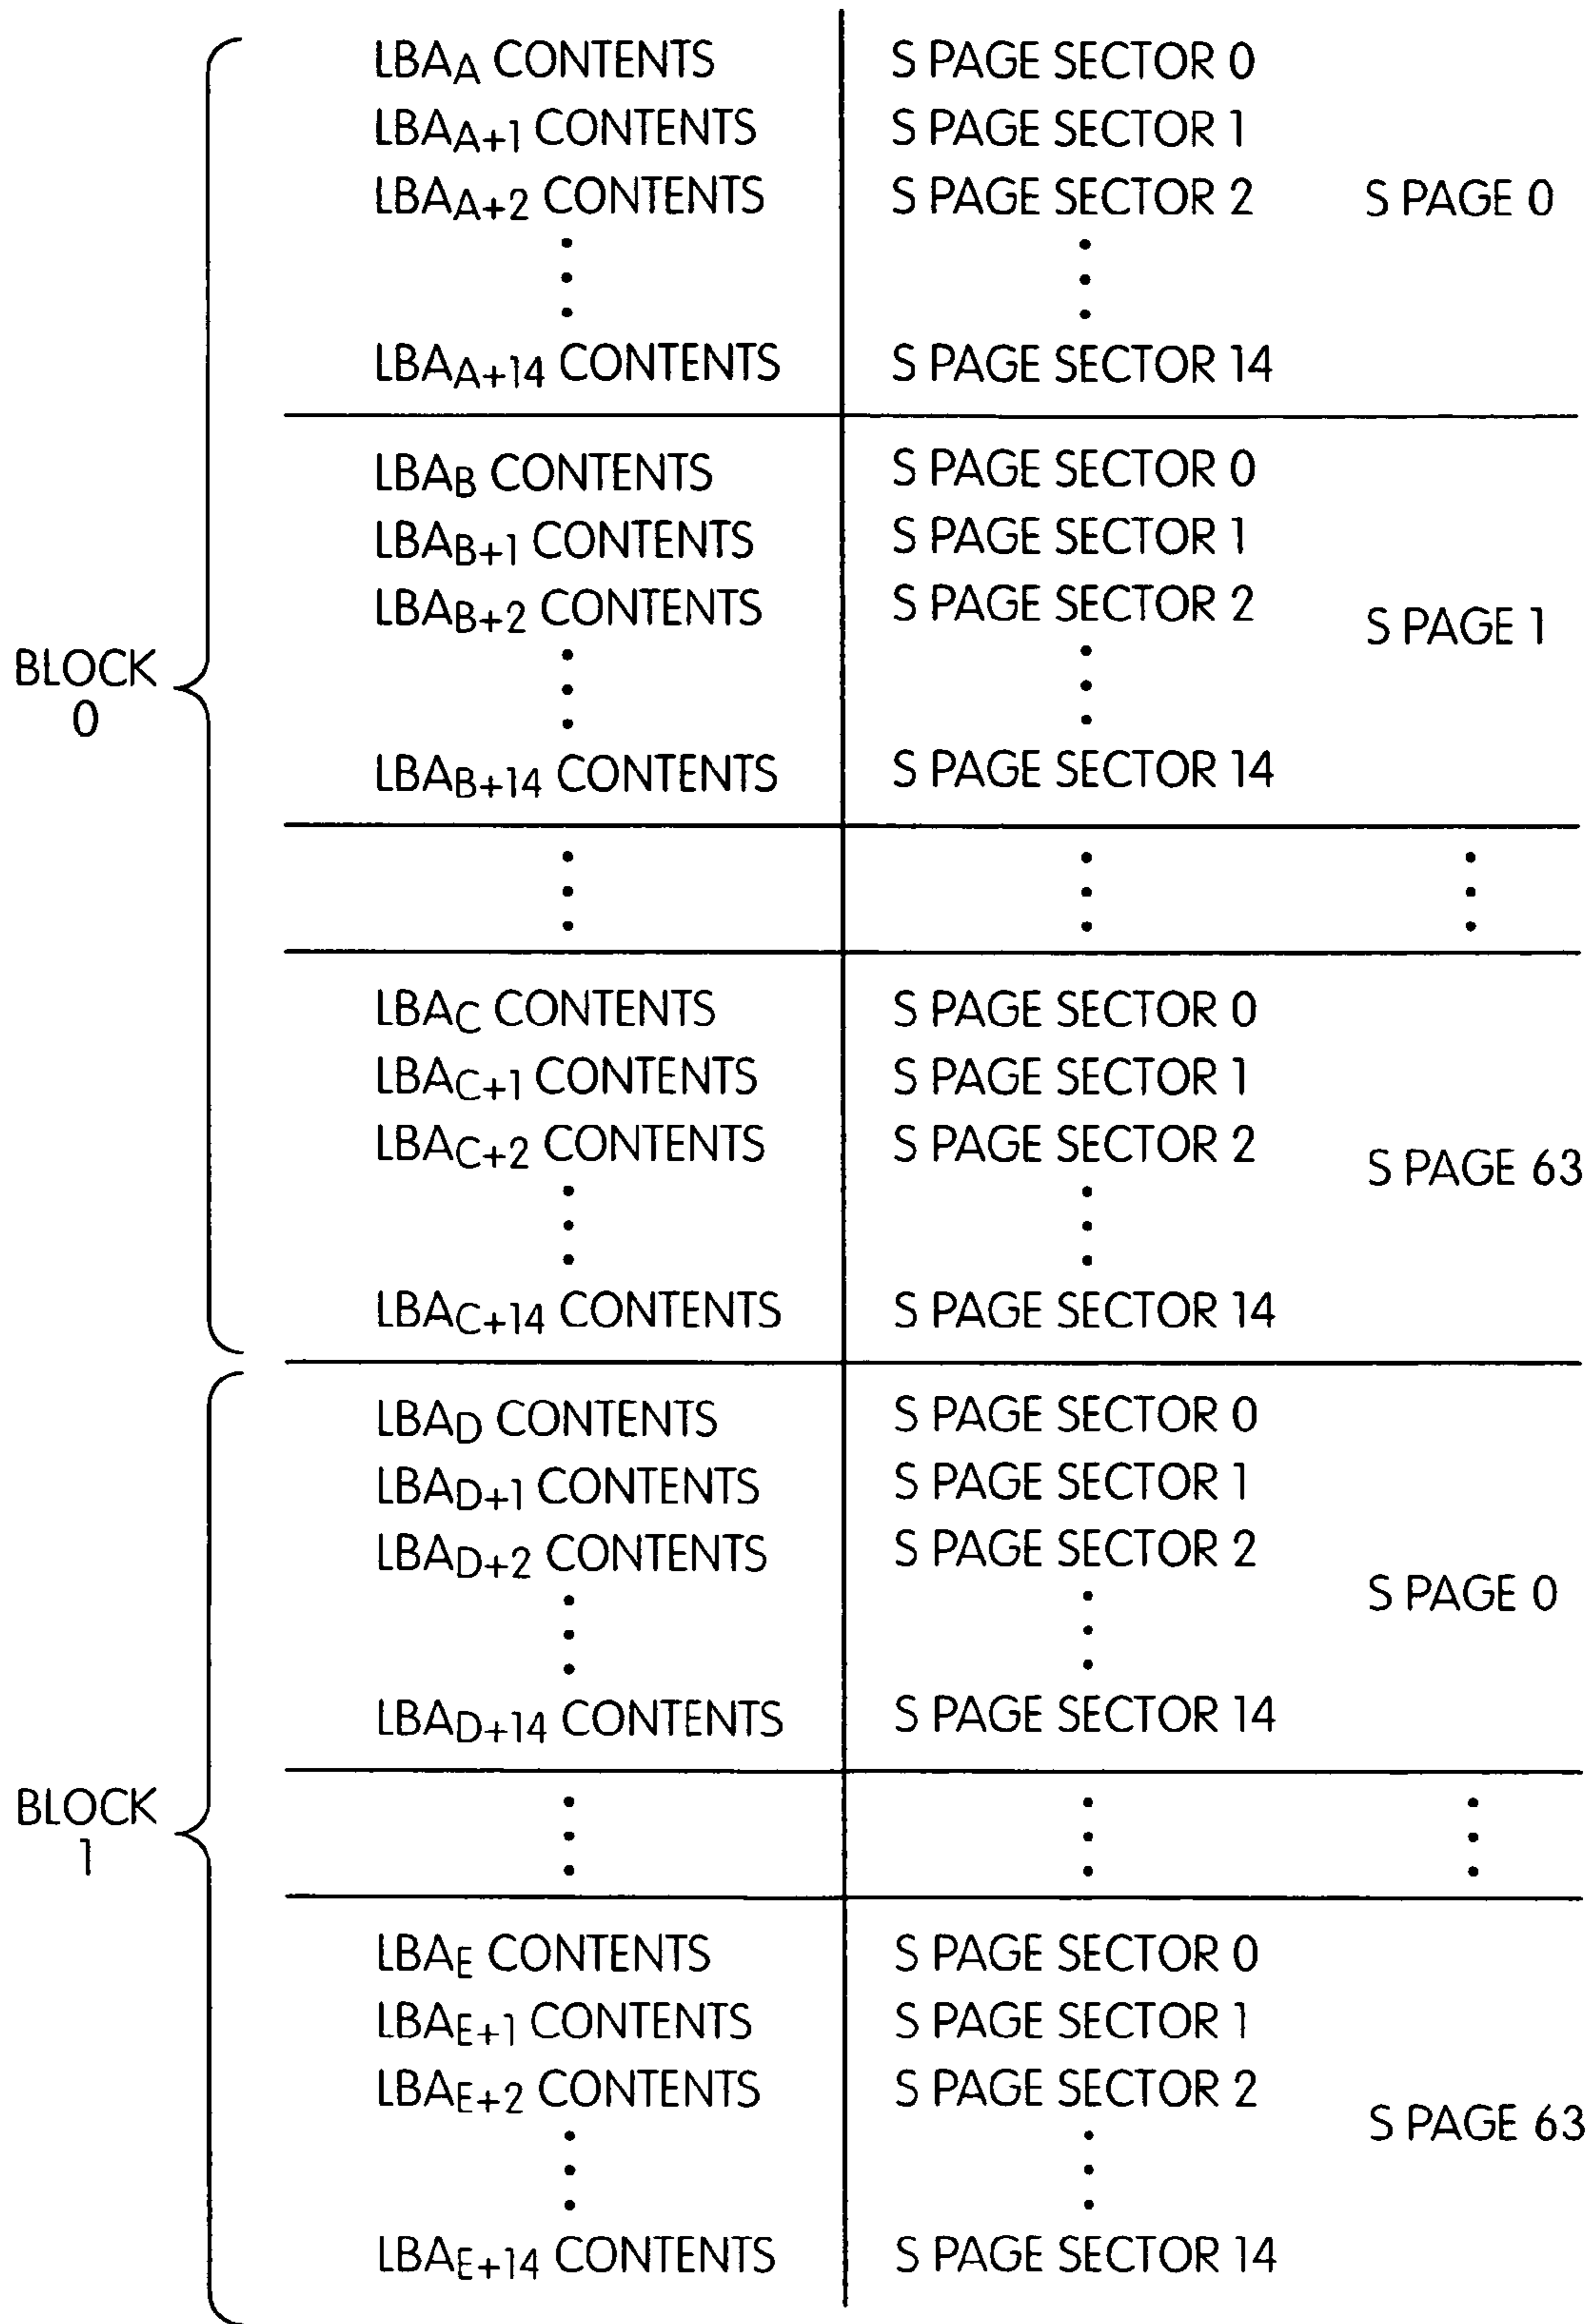 LBAA CONTENTS S PAGE SECTOR 0
LBAA+1 CONTENTS S PAGE SECTOR 1
LBAA+2 CONTENTS S PAGE SECTOR 2 S PAGE 0
LBAA+14 CONTENTS S PAGE SECTOR 14
LBAB CONTENTS S PAGE SECTOR 0
LBAB+1 CONTENTS S PAGE SECTOR 1
LBAB+2 CONTENTS S PAGE SECTOR 2 S PAGE 1
BLOCK
0
LBAB+14 CONTENTS S PAGE SECTOR 14
LBAC CONTENTS S PAGE SECTOR 0
LBAC+1 CONTENTS S PAGE SECTOR 1
LBAC+2 CONTENTS S PAGE SECTOR 2 S PAGE 63
LBAC+14 CONTENTS S PAGE SECTOR 14
LBAD CONTENTS S PAGE SECTOR 0
LBAD+1 CONTENTS S PAGE SECTOR 1
LBAD+2 CONTENTS S PAGE SECTOR 2 S PAGE 0
LBAD+14 CONTENTS S PAGE SECTOR 14
BLOCK
1
LBAE CONTENTS S PAGE SECTOR 0
LBAE+1 CONTENTS S PAGE SECTOR 1
LBAE+2 CONTENTS S PAGE SECTOR 2 S PAGE 63
LBAE+14 CONTENTS S PAGE SECTOR 14